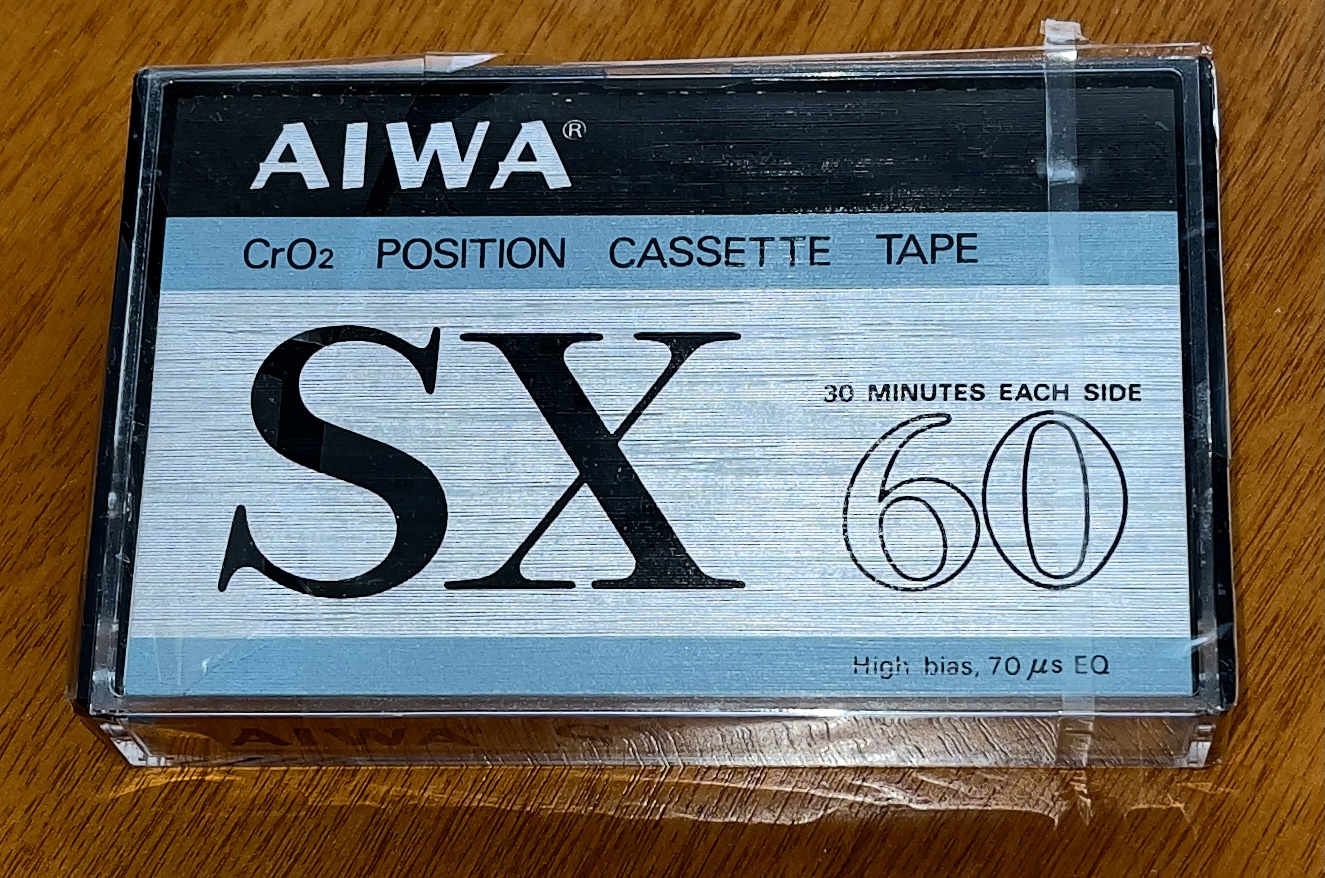 AIWA®
CrO₂ POSITION CASSETTE TAPE
SX
30 MINUTES EACH SIDE
60
High bias, 70 μs EQ